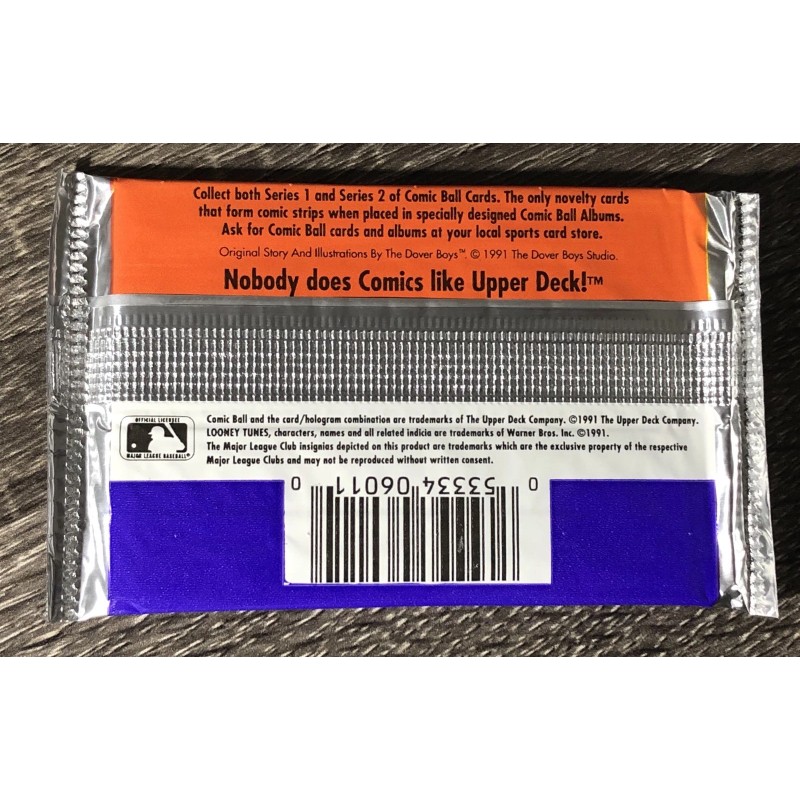 Collect both Series 1 and Series 2 of Comic Ball Cards. The only novelty cards
that form comic strips when placed in specially designed Comic Ball Albums.
Ask for Comic Ball cards and albums at your local sports card store.
Original Story And Illustrations By The Dover Boys™. © 1991 The Dover Boys Studio.
Nobody does Comics like Upper Deck!™
OFFICIAL LICENSEE
MAJOR LEAGUE BASEBALL
Comic Ball and the card/hologram combination are trademarks of The Upper Deck Company. ©1991 The Upper Deck Company.
LOONEY TUNES, characters, names and all related indicia are trademarks of Warner Bros. Inc. ©1991.
The Major League Club insignias depicted on this product are trademarks which are the exclusive property of the respective
Major League Clubs and may not be reproduced without written consent.
0 53334 06011 0